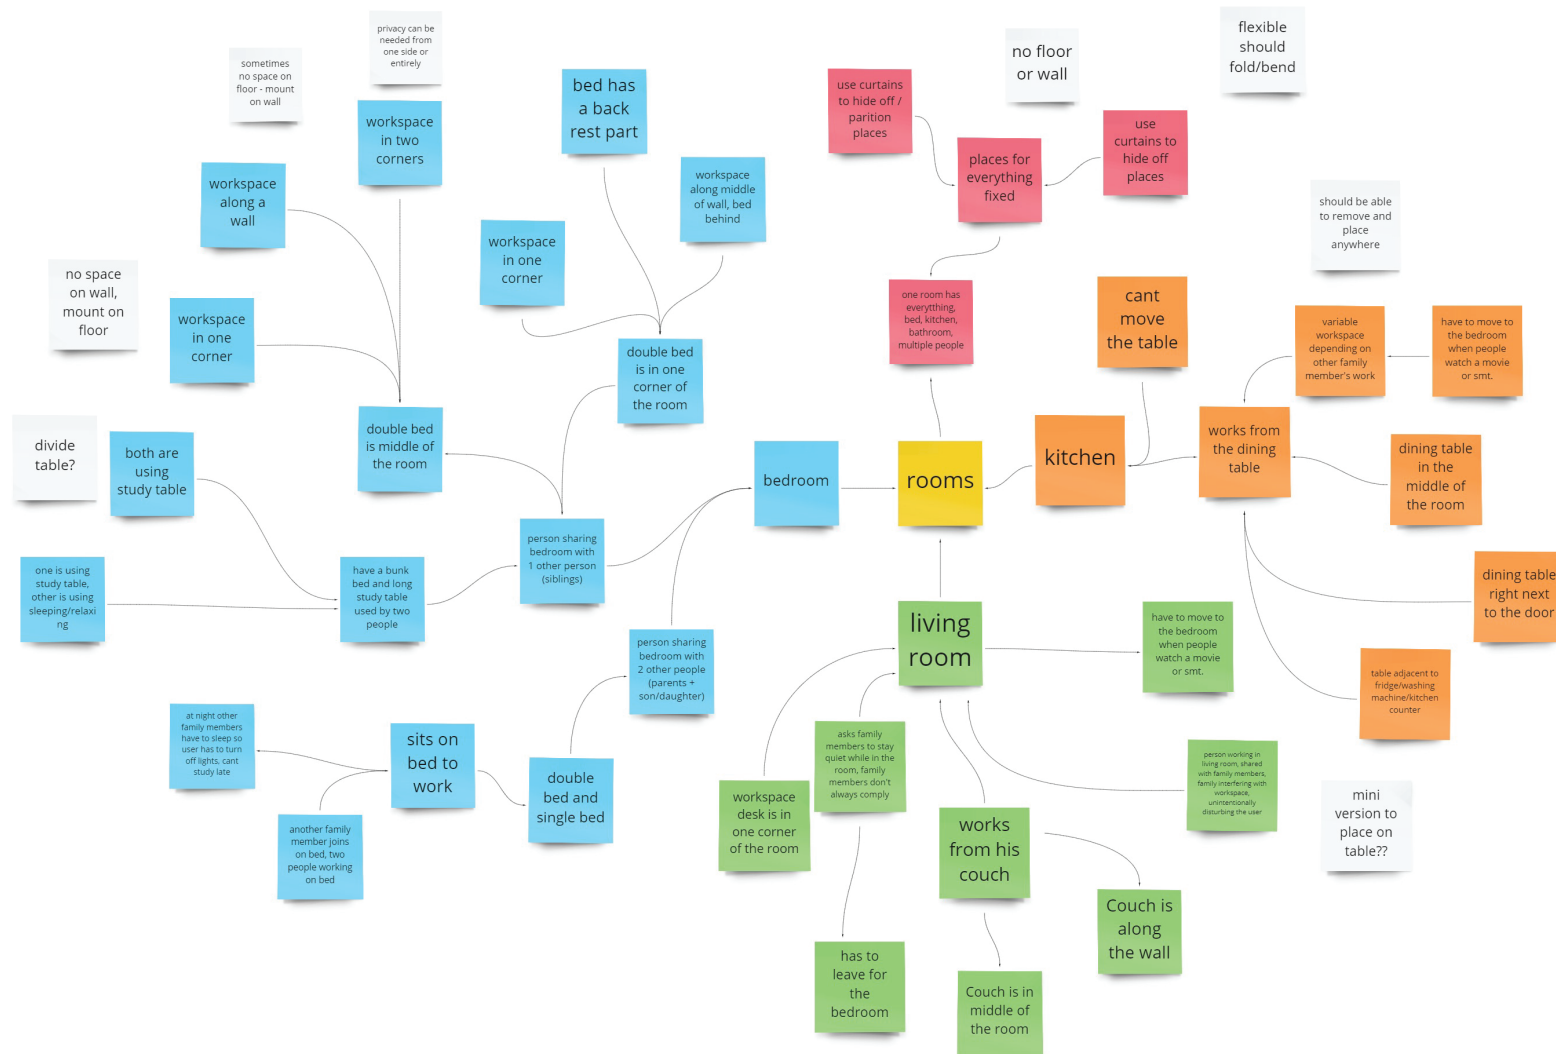 privacy can be
needed from
one side or
entirely
sometimes
no space on
floor - mount
on wall
workspace
in two
corners
bed has
a back
rest part
workspace
along a
wall
workspace
along middle
of wall, bed
behind
workspace
in one
corner
no space
on wall,
mount on
floor
workspace
in one
corner
double bed
is in one
corner of
the room
double bed
is middle of
the room
divide
table?
both are
using
study table
one is using
study table,
other is using
sleeping/relaxi
ng
have a bunk
bed and long
study table
used by two
people
person sharing
bedroom with
1 other person
(siblings)
bedroom
person sharing
bedroom with
2 other people
(parents +
son/daughter)
at night other
family members
have to sleep so
user has to turn
off lights. cant
study late
sits on
bed to
work
double
bed and
single bed
another family
member joins
on bed, two
people working
on bed
no floor
or wall
flexible
should
fold/bend
use curtains
to hide off /
parition
places
places for
everything
fixed
use
curtains to
hide off
places
one room has
everytthing,
bed, kitchen,
bathroom,
multiple people
rooms
should be able
to remove and
place
anywhere
cant
move
the table
variable
workspace
depending on
other family
member's work
have to move to
the bedroom
when people
watch a movie
or smt.
kitchen
works from
the dining
table
dining table
in the
middle of
the room
dining table
right next
to the door
table adjacent to
fridge/washing
machine/kitchen
counter
living
room
have to move to
the bedroom
when people
watch a movie
or smt.
asks family
members to stay
quiet while in the
room, family
members don't
always comply
workspace
desk is in
one corner
of the room
person working in
living room, shared
with family members,
family interfering with
workspace,
unintentionally
disturbing the user
works
from his
couch
mini
version to
place on
table??
Couch is
along
the wall
has to
leave for
the
bedroom
Couch is in
middle of
the room